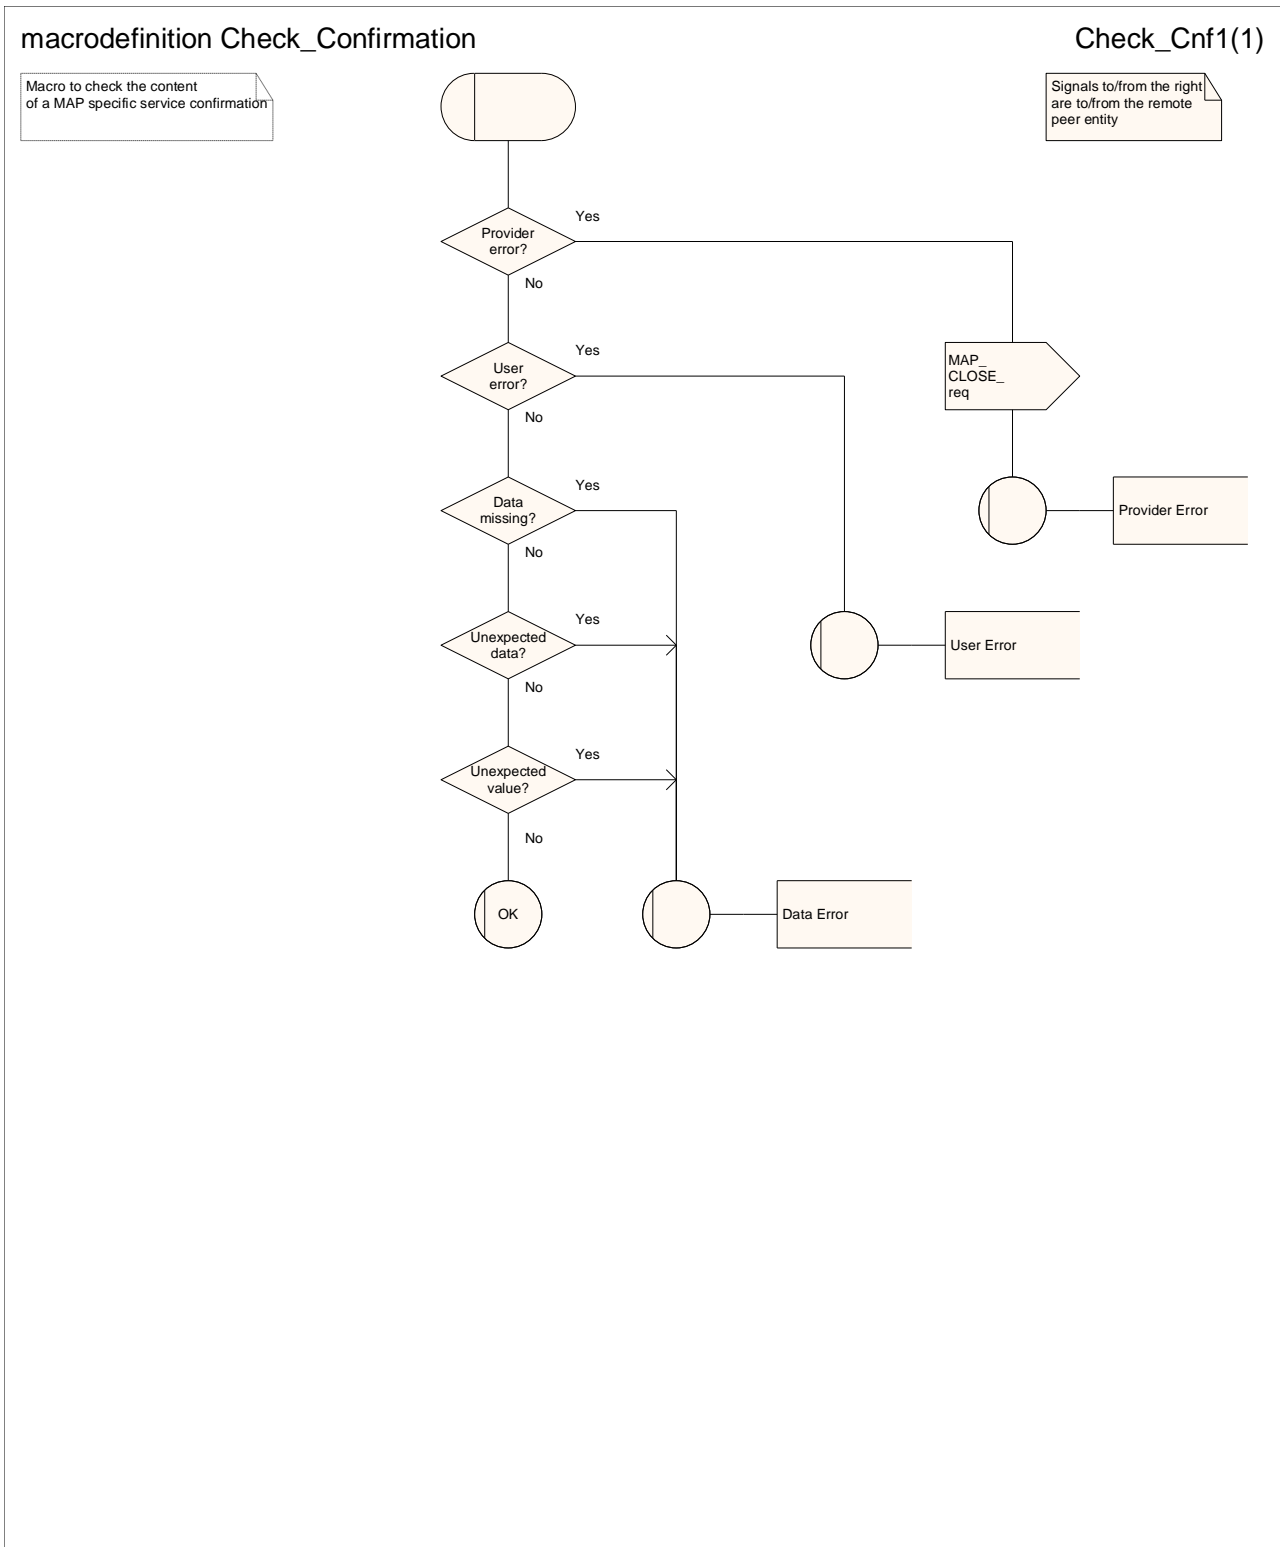 macrodefinition Check_Confirmation
Check_Cnf1(1)
Macro to check the content
of a MAP specific service confirmation
Signals to/from the right
are to/from the remote
peer entity
Yes
Provider
error?
No
Yes
User
error?
No
MAP_
CLOSE_
req
Yes
Data
missing?
No
Provider Error
Yes
Unexpected
data?
No
User Error
Yes
Unexpected
value?
No
OK
Data Error